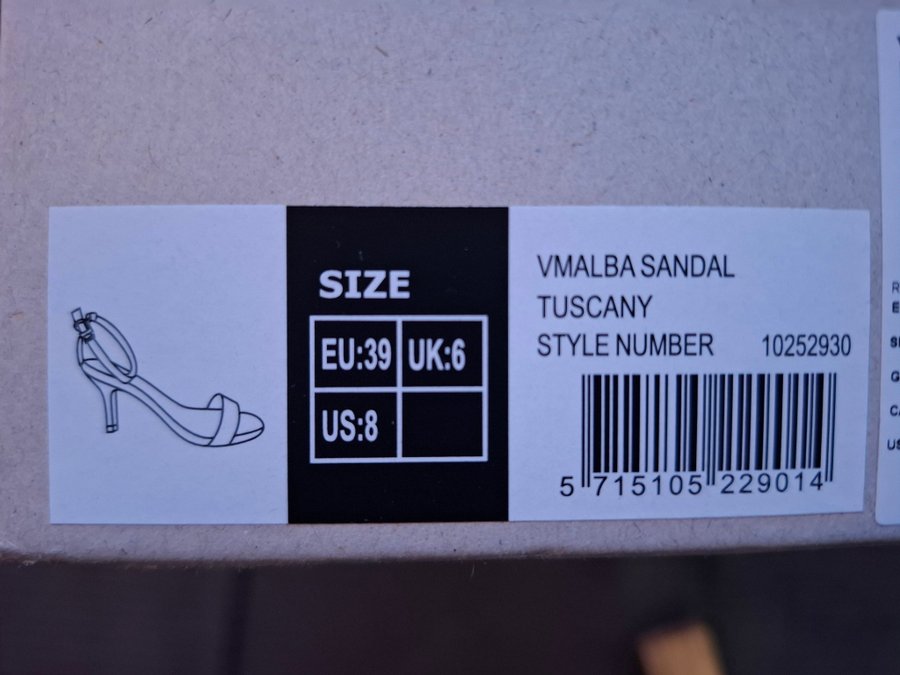 SIZE
EU:39 UK:6
US:8
VMALBA SANDAL
TUSCANY
STYLE NUMBER 10252930
5 715105 229014